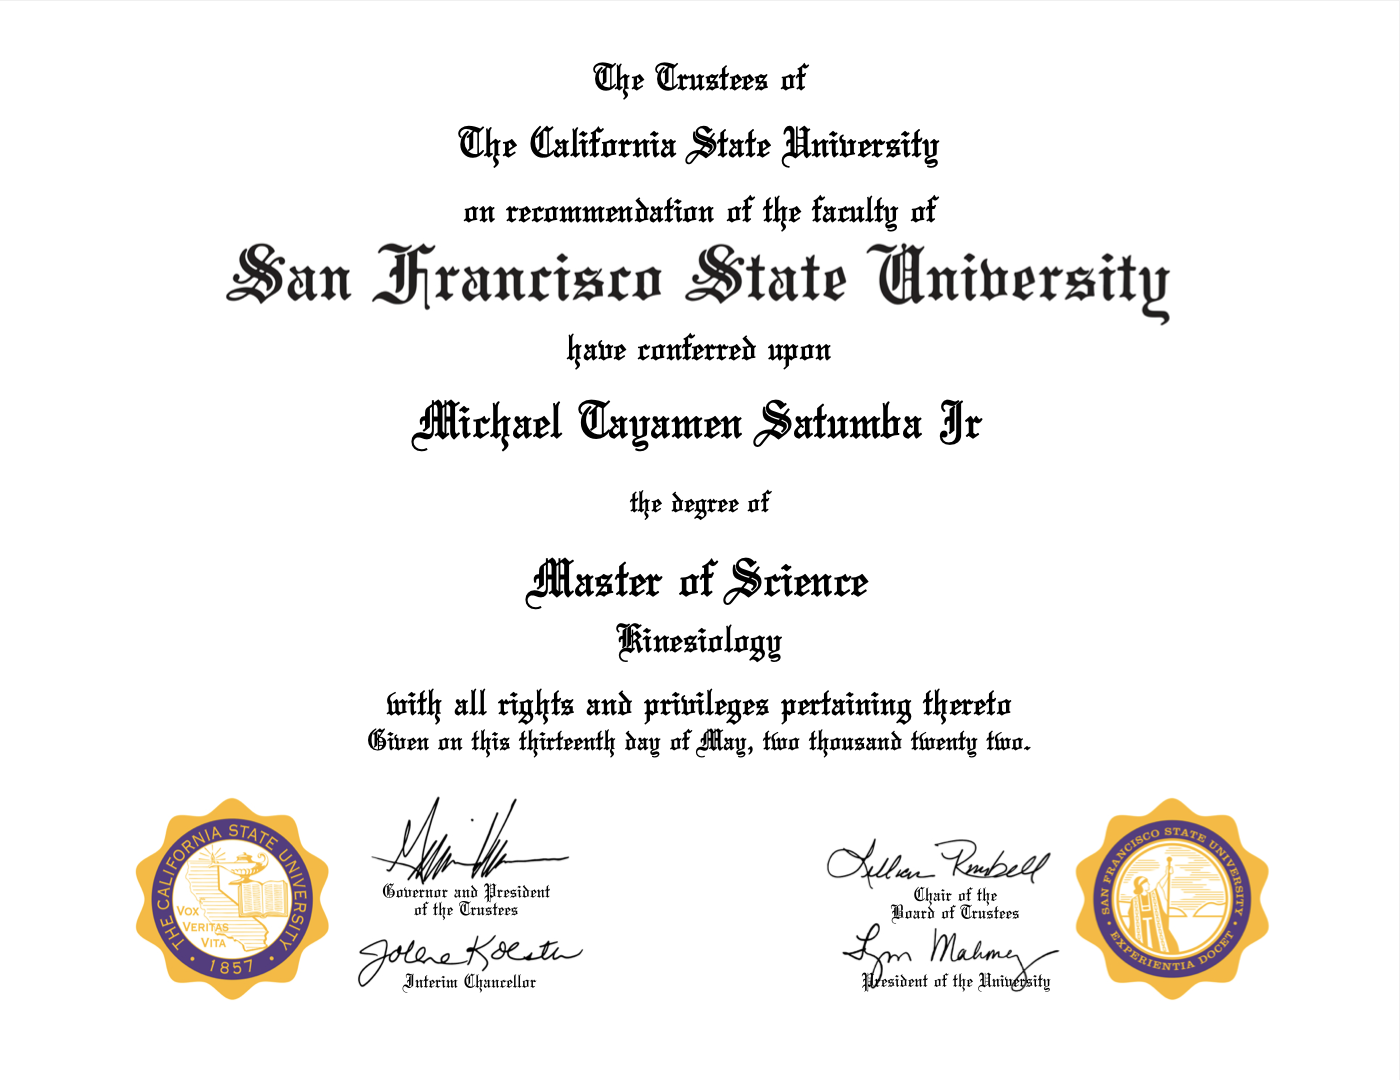 The Trustees of
The California State University
on recommendation of the faculty of
San Francisco State University
have conferred upon
Michael Tayamen Satumba Jr
the degree of
Master of Science
Kinesiology
with all rights and privileges pertaining thereto
Given on this thirteenth day of May, two thousand twenty two.
Governor and President
of the Trustees
Jolene Koester
Interim Chancellor
Chair of the
Board of Trustees
Lynn Mahoney
President of the University
THE CALIFORNIA STATE UNIVERSITY
VOX
VERITAS
VITA
• 1857 •
SAN FRANCISCO STATE UNIVERSITY
• EXPERIENTIA DOCET •